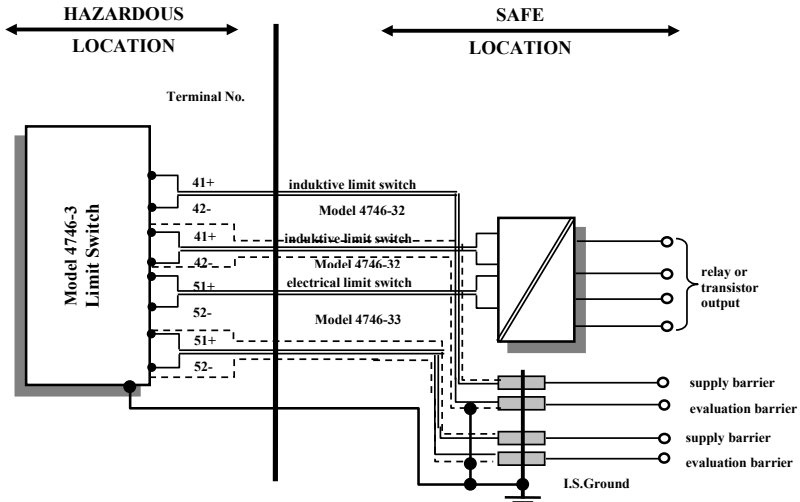 HAZARDOUS
LOCATION
SAFE
LOCATION
Terminal No.
Model 4746-3
Limit Switch
41+
induktive limit switch
42-
Model 4746-32
41+
induktive limit switch
42-
Model 4746-32
51+
electrical limit switch
52-
Model 4746-33
51+
52-
relay or
transistor
output
supply barrier
evaluation barrier
supply barrier
evaluation barrier
I.S.Ground